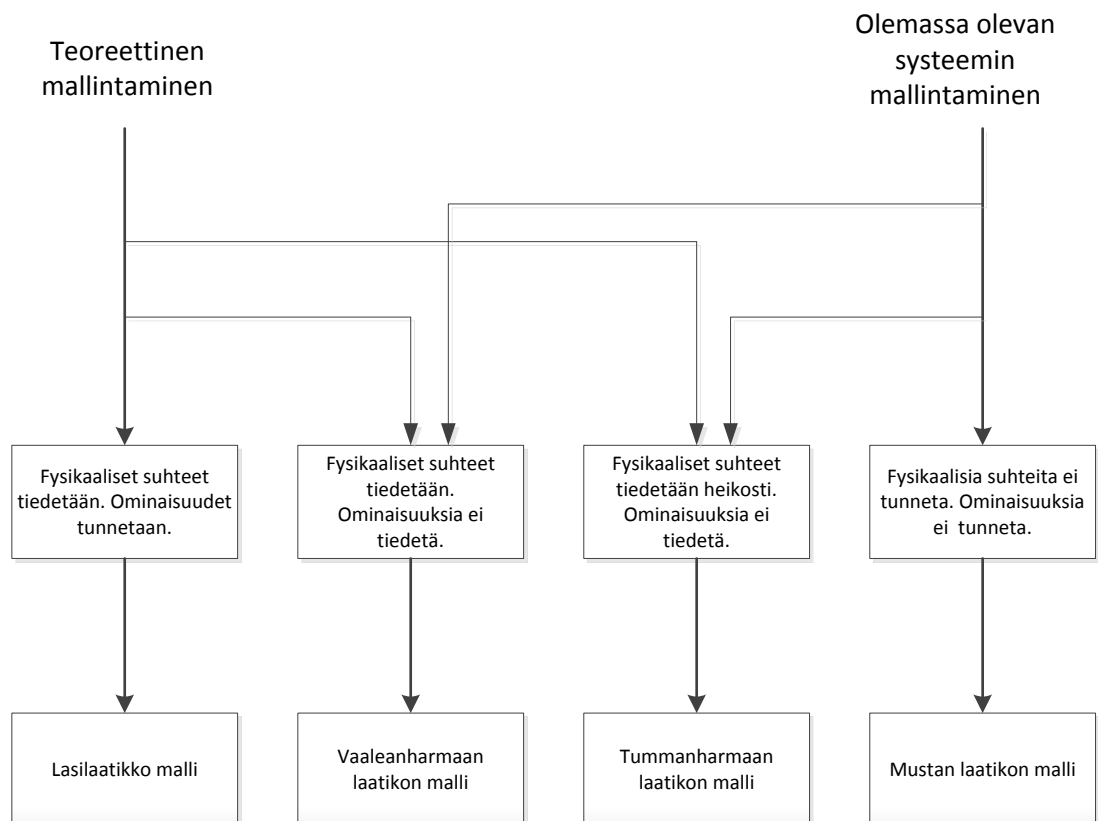 Teoreettinen
mallintaminen
Olemassa olevan
systeemin
mallintaminen
Fysikaaliset suhteet
tiedetään. Ominaisuudet
tunnetaan.
Fysikaaliset suhteet
tiedetään.
Ominaisuuksia ei
tiedetä.
Fysikaaliset suhteet
tiedetään heikosti.
Ominaisuuksia ei
tiedetä.
Fysikaalisia suhteita ei
tunneta. Ominaisuuksia
ei tunneta.
Lasilaatikko malli
Vaaleanharmaan
laatikon malli
Tummanharmaan
laatikon malli
Mustan laatikon malli